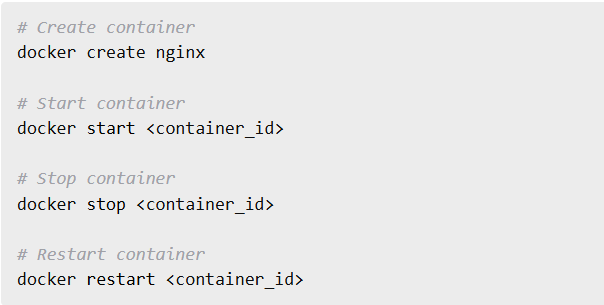 # Create container
docker create nginx
# Start container
docker start <container_id>
# Stop container
docker stop <container_id>
# Restart container
docker restart <container_id>